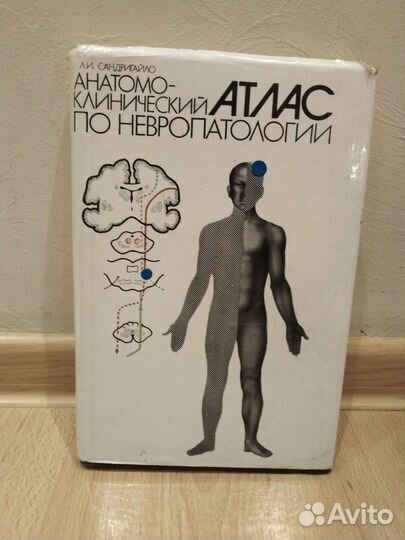 Л.И. САНДРИГАЙЛО
АНАТОМО-
КЛИНИЧЕСКИЙ АТЛАС
ПО НЕВРОПАТОЛОГИИ
Avito